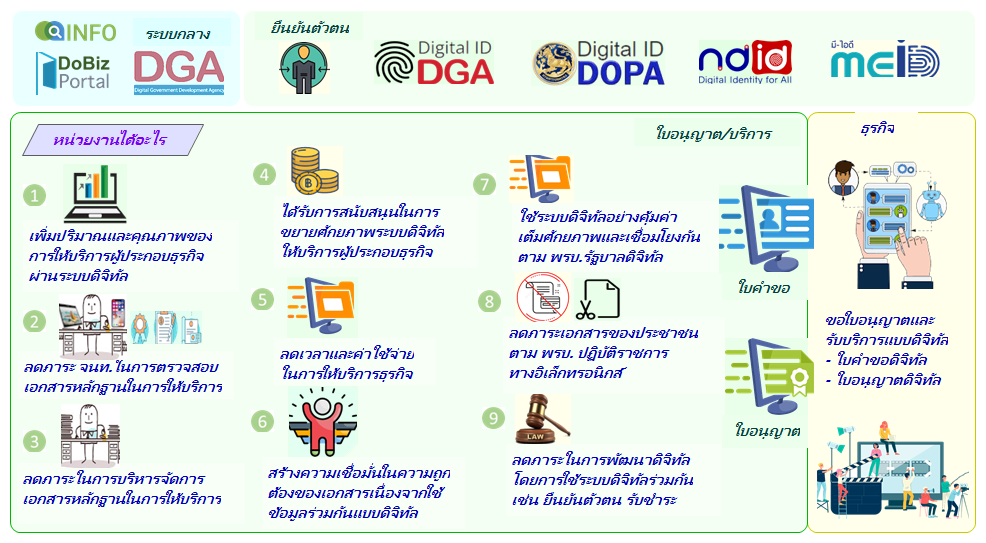 INFO
ระบบกลาง
DoBiz
Portal
DGA
Digital Government Development Agency
ยืนยันตัวตน
Digital ID
DGA
Digital ID
DOPA
ndid
Digital Identity for All
มี-ไอดี
meiD
หน่วยงานได้อะไร
ใบอนุญาต/บริการ
ธุรกิจ
1
เพิ่มปริมาณและคุณภาพของ
การให้บริการผู้ประกอบธุรกิจ
ผ่านระบบดิจิทัล
2
ลดภาระ จนท.ในการตรวจสอบ
เอกสารหลักฐานในการให้บริการ
3
ลดภาระในการบริหารจัดการ
เอกสารหลักฐานในการให้บริการ
4
ได้รับการสนับสนุนในการ
ขยายศักยภาพระบบดิจิทัล
ให้บริการผู้ประกอบธุรกิจ
5
ลดเวลาและค่าใช้จ่าย
ในการให้บริการธุรกิจ
6
สร้างความเชื่อมั่นในความถูก
ต้องของเอกสารเนื่องจากใช้
ข้อมูลร่วมกันแบบดิจิทัล
7
ใช้ระบบดิจิทัลอย่างคุ้มค่า
เต็มศักยภาพและเชื่อมโยงกัน
ตาม พรบ.รัฐบาลดิจิทัล
8
ลดภาระเอกสารของประชาชน
ตาม พรบ. ปฏิบัติราชการ
ทางอิเล็กทรอนิกส์
9
LAW
ลดภาระในการพัฒนาดิจิทัล
โดยการใช้ระบบดิจิทัลร่วมกัน
เช่น ยืนยันตัวตน รับชำระ
ใบคำขอ
ใบอนุญาต
ขอใบอนุญาตและ
รับบริการแบบดิจิทัล
- ใบคำขอดิจิทัล
- ใบอนุญาตดิจิทัล